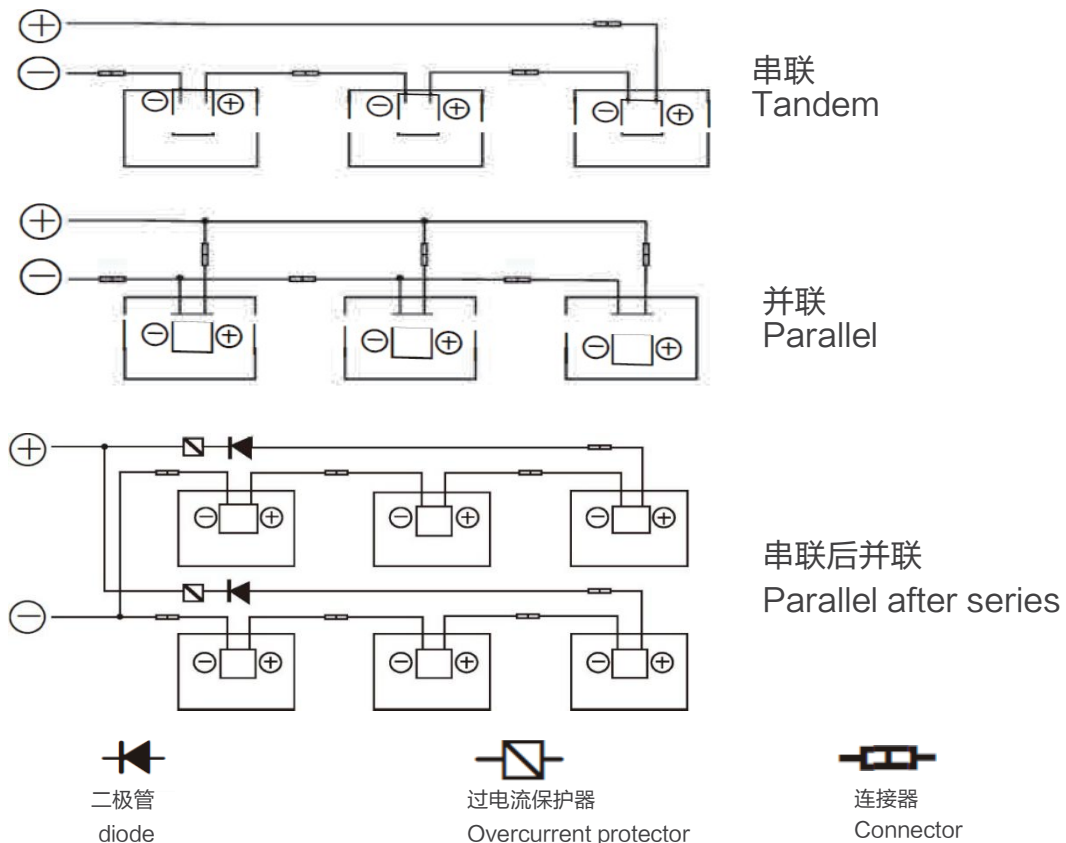 串联
Tandem
并联
Parallel
串联后并联
Parallel after series
二极管
diode
过电流保护器
Overcurrent protector
连接器
Connector